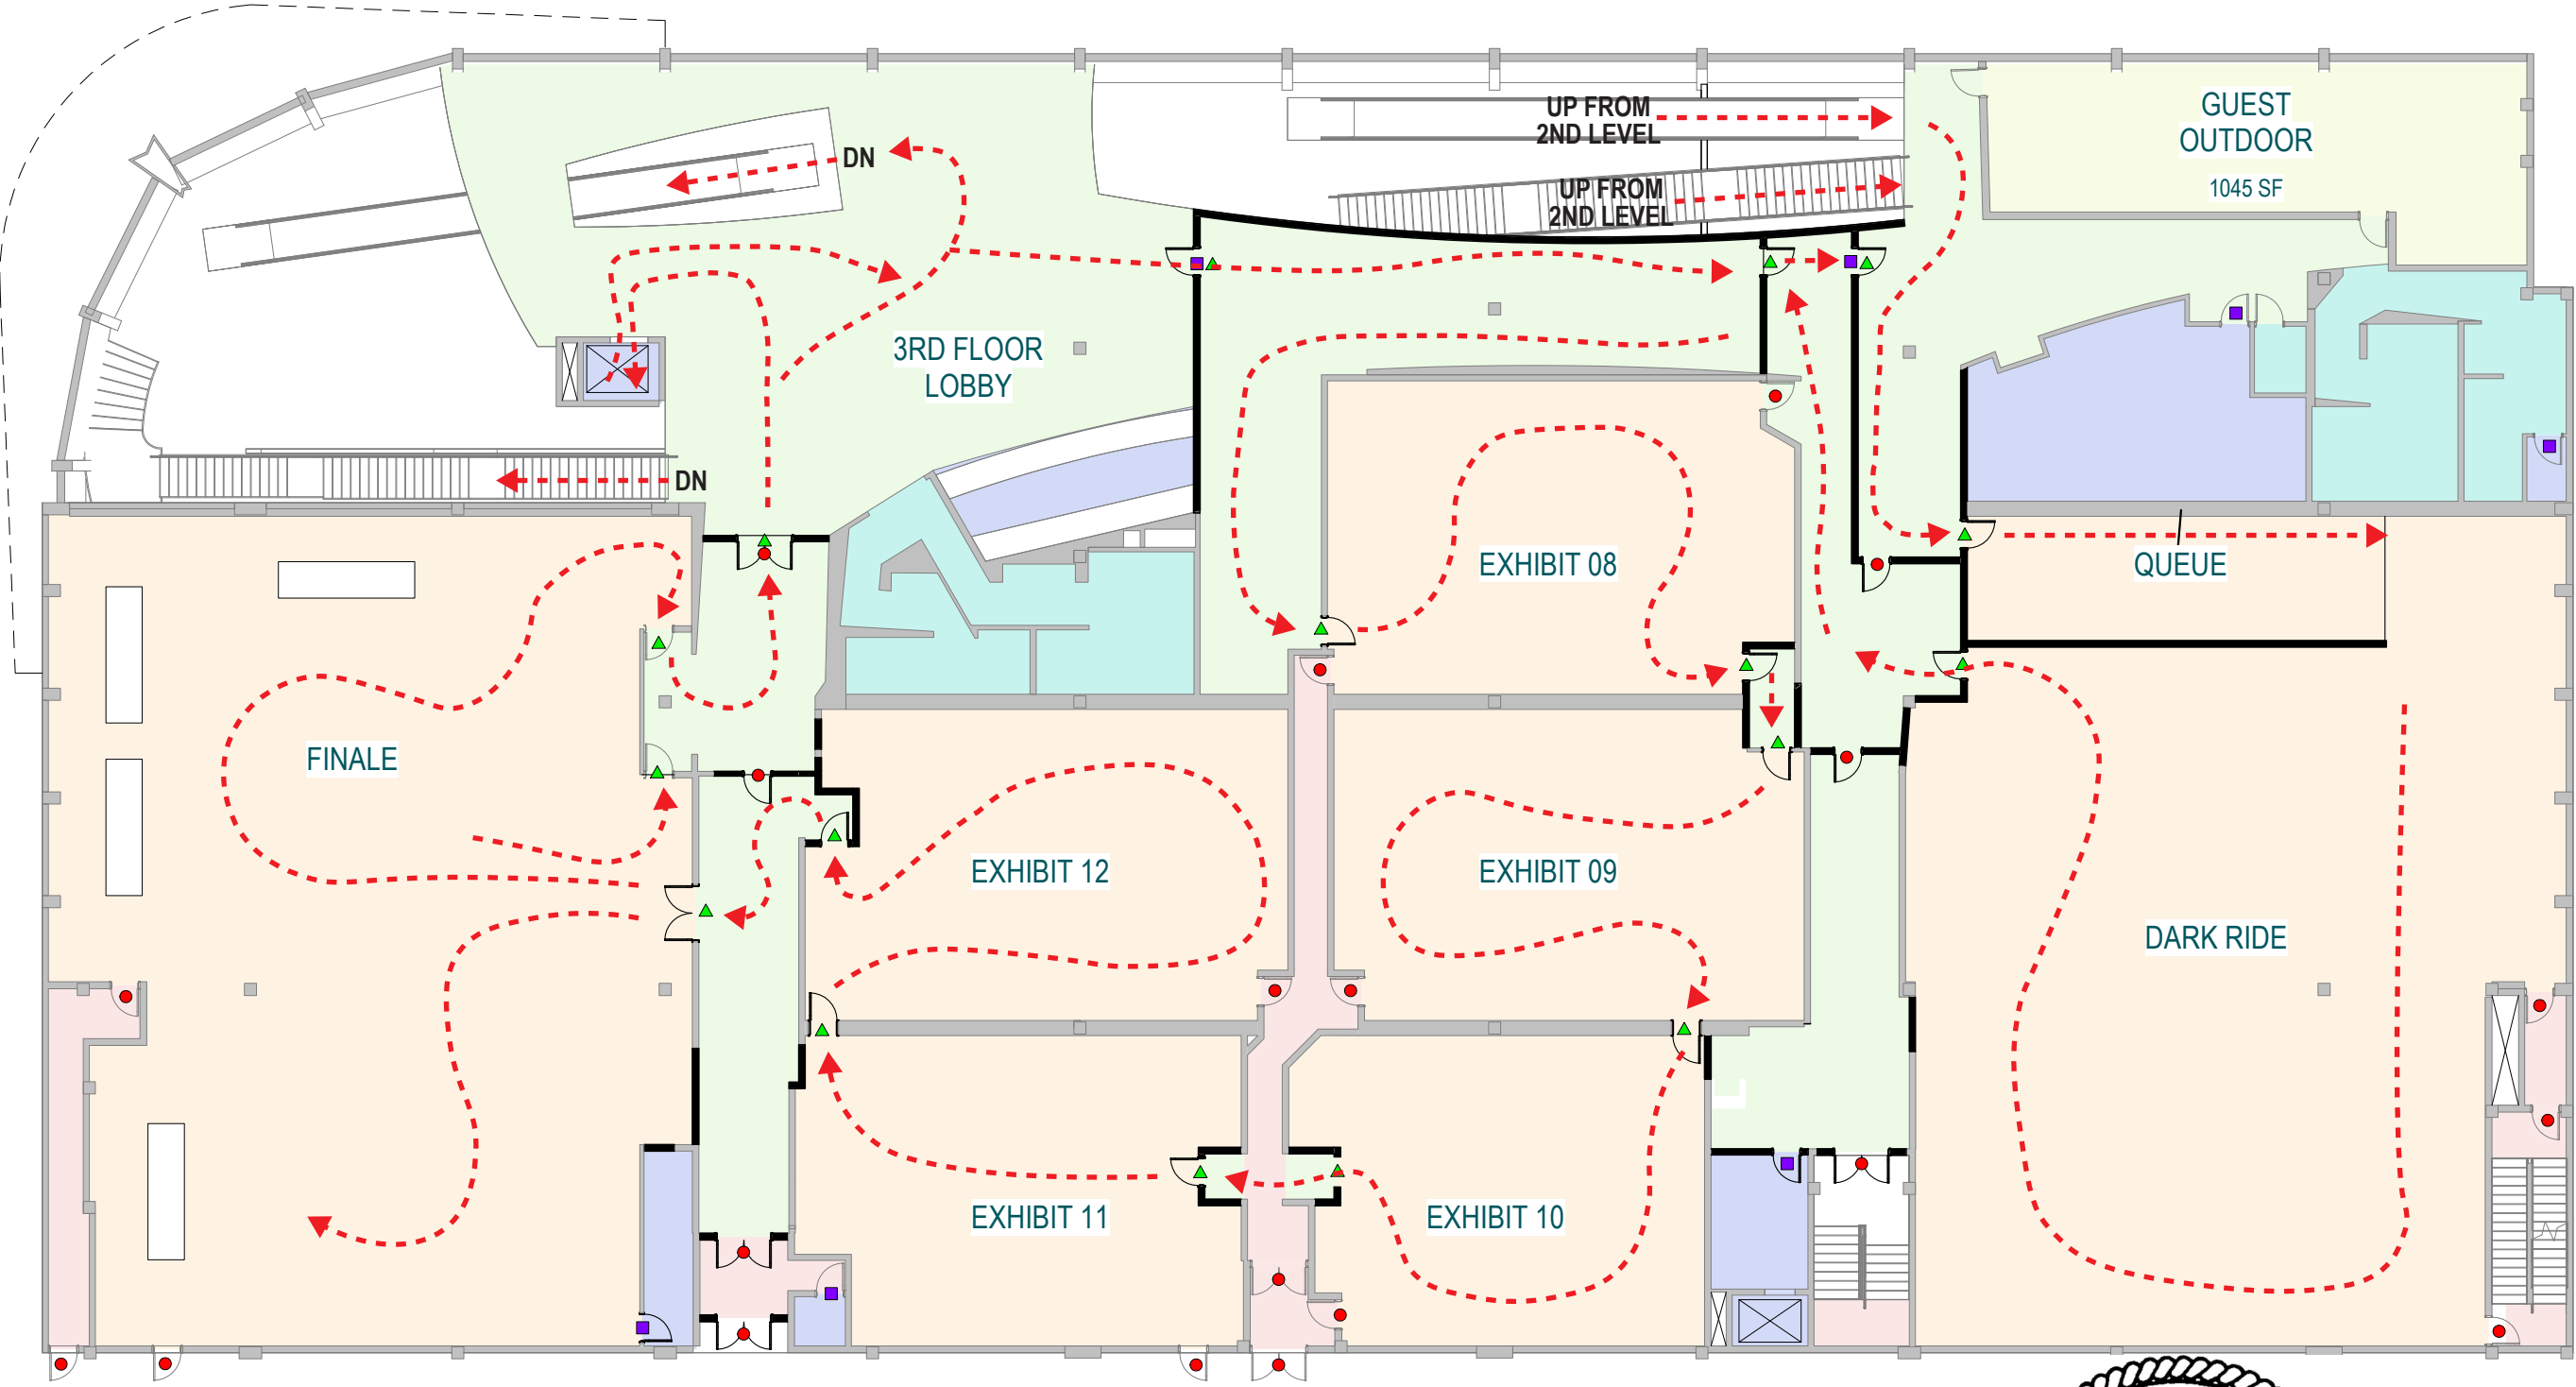 UP FROM
2ND LEVEL
GUEST
OUTDOOR
1045 SF
DN
UP FROM
2ND LEVEL
3RD FLOOR
LOBBY
DN
EXHIBIT 08
QUEUE
FINALE
EXHIBIT 12
EXHIBIT 09
DARK RIDE
EXHIBIT 11
EXHIBIT 10